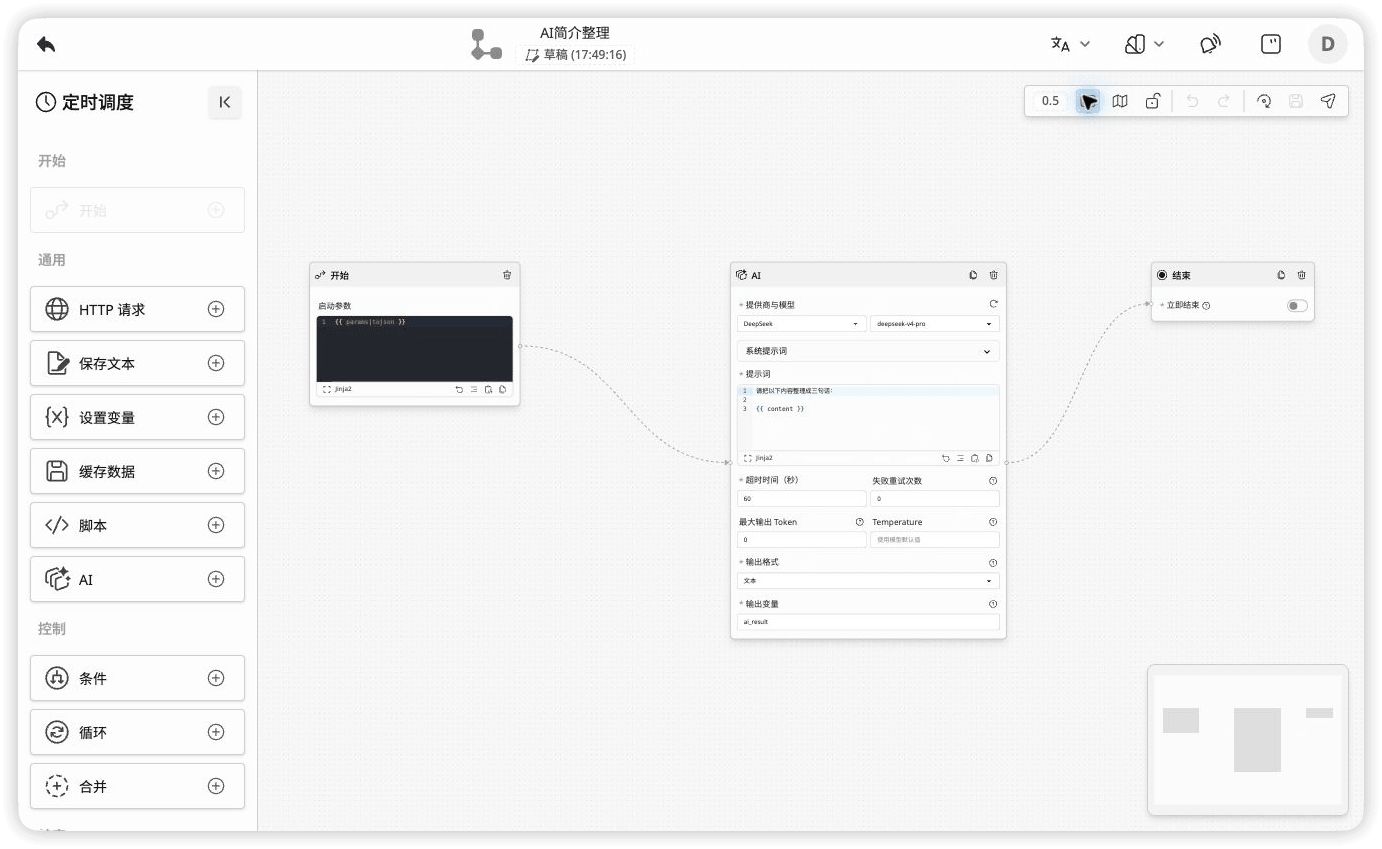 AI简介整理
草稿 (17:49:16)
D
定时调度
0.5
开始
开始
通用
HTTP 请求
保存文本
设置变量
缓存数据
脚本
AI
控制
条件
循环
合并
开始
启动参数
1 {{ params|tojson }}
Jinja2
AI
* 提供商与模型
DeepSeek
deepseek-v4-pro
系统提示词
* 提示词
1 请把以下内容整理成三句话:
2
3 {{ content }}
Jinja2
* 超时时间（秒） 失败重试次数
60 0
最大输出 Token Temperature
0 使用模型默认值
* 输出格式
文本
* 输出变量
ai_result
结束
* 立即结束